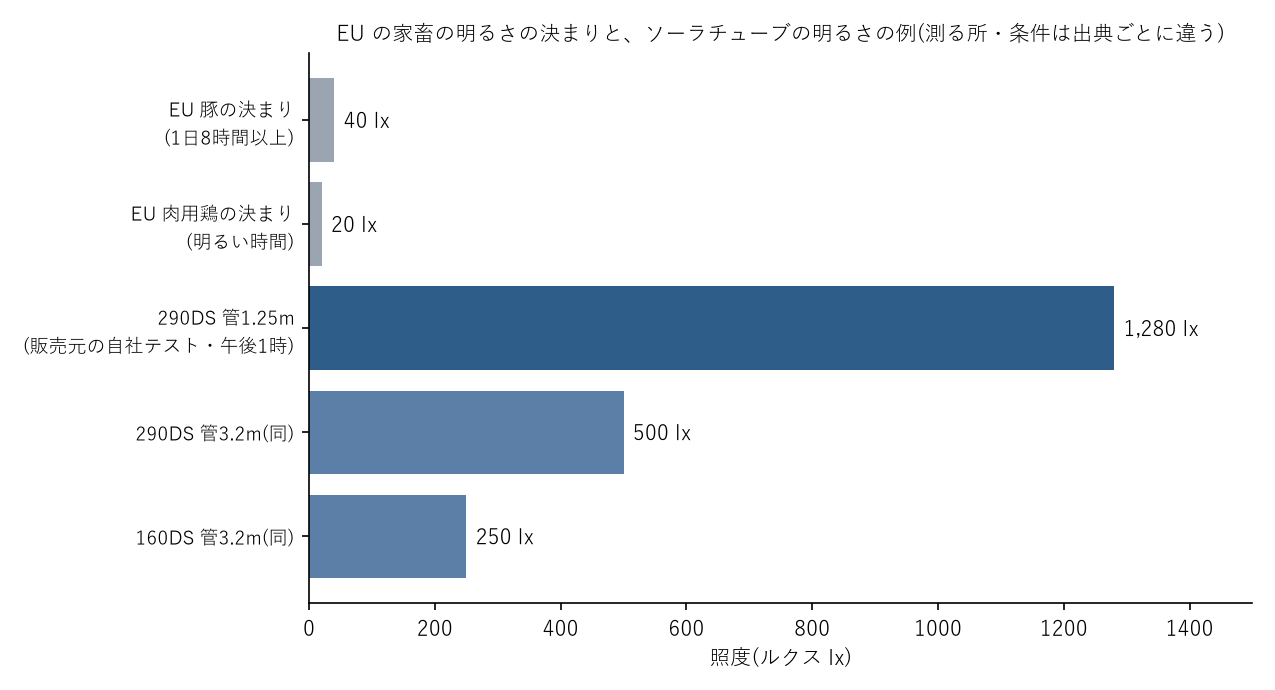 EU の家畜の明るさの決まりと、ソーラチューブの明るさの例(測る所・条件は出典ごとに違う)
EU 豚の決まり
(1日8時間以上)
40 lx
EU 肉用鶏の決まり
(明るい時間)
20 lx
290DS 管1.25m
(販売元の自社テスト・午後1時)
1,280 lx
290DS 管3.2m(同)
500 lx
160DS 管3.2m(同)
250 lx
0 200 400 600 800 1000 1200 1400
照度(ルクス lx)